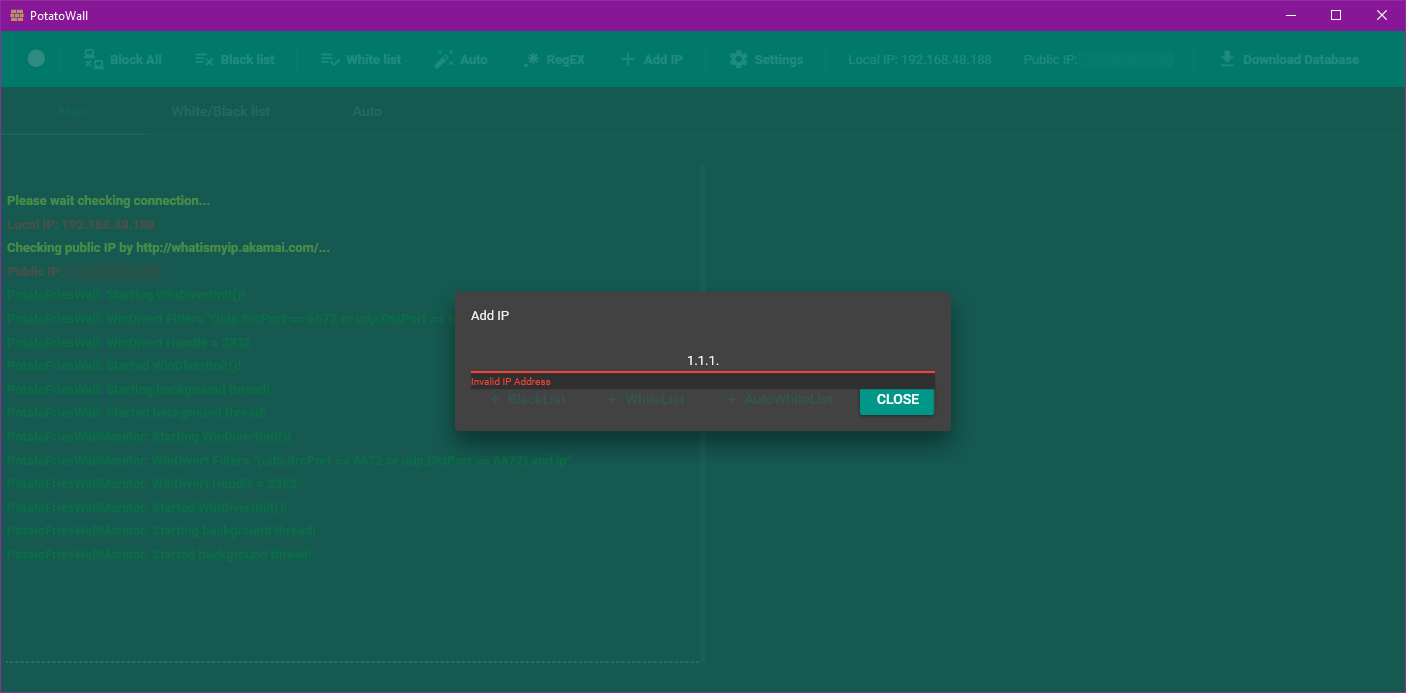 PotatoWall
Block All Black list White list Auto RegEX Add IP Settings Local IP: 192.168.48.188 Public IP: Download Database
Main White/Black list Auto
Please wait checking connection...
Local IP: 192.168.48.188
Checking public IP by http://whatismyip.akamai.com/...
Public IP:
PotatoFriesWall: Starting WinDivertInit()!
PotatoFriesWall: WinDivert Filter= "(udp.SrcPort == 6672 or udp.DstPort ==
PotatoFriesWall: WinDivert Handle = 2332
PotatoFriesWall: Started WinDivertInit()!
PotatoFriesWall: Starting background thread!
PotatoFriesWall: Started background thread!
PotatoFriesWallMonitor: Starting WinDivertInit()!
PotatoFriesWallMonitor: WinDivert Filter= "(udp.SrcPort == 6672 or udp.DstPort == 6672) and ip"
PotatoFriesWallMonitor: WinDivert Handle = 2352
PotatoFriesWallMonitor: Started WinDivertInit()!
PotatoFriesWallMonitor: Starting background thread!
PotatoFriesWallMonitor: Started background thread!
Add IP
1.1.1.
Invalid IP Address
+ BlackList + WhiteList + AutoWhiteList CLOSE